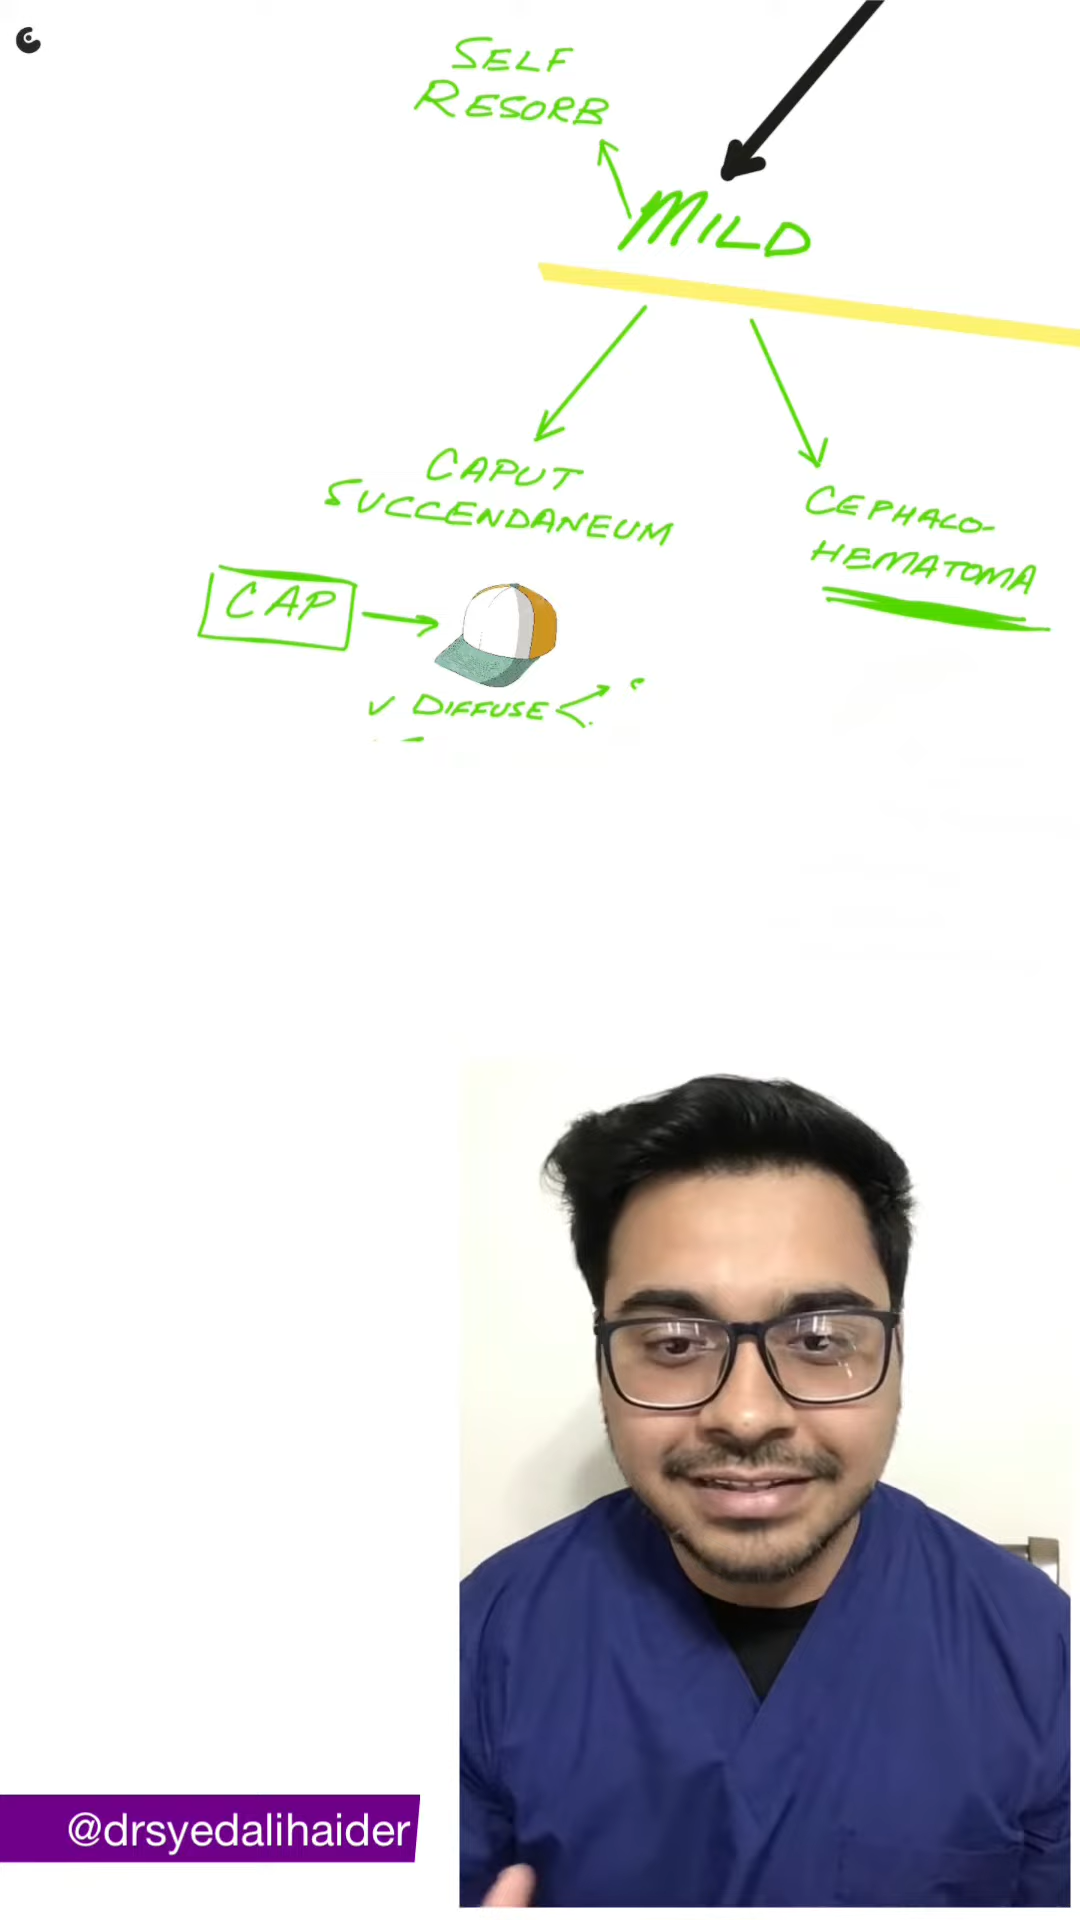 SELF
RESORB
MILD
CAPUT
SUCCENDANEUM
CEPHALO-
HEMATOMA
CAP
✓ DIFFUSE
@drsyedalihaider